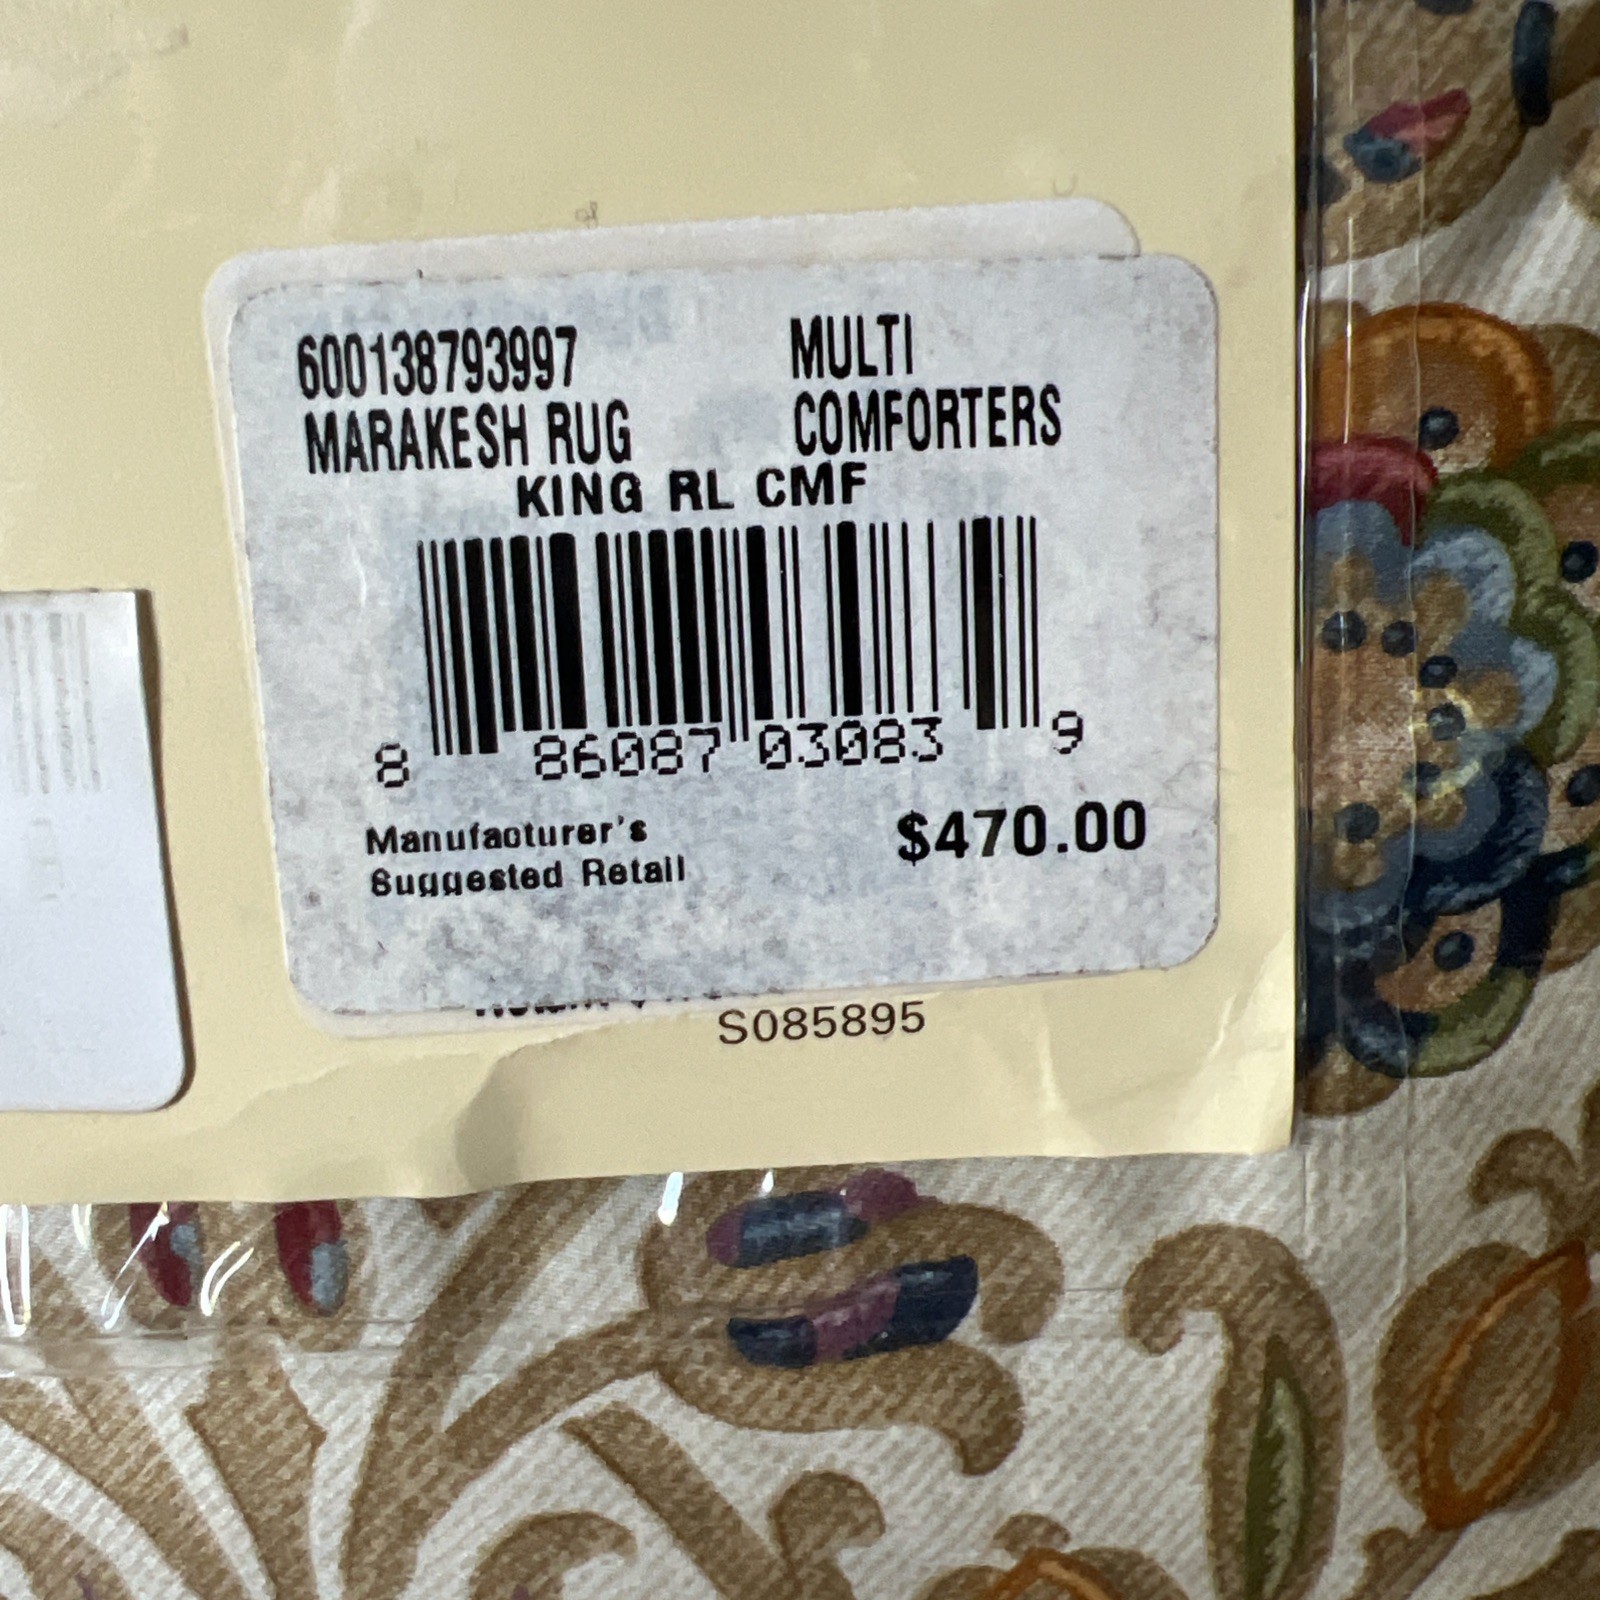 600138793997 MULTI
MARAKESH RUG COMFORTERS
KING RL CMF
8 86087 03083 9
Manufacturer's
Suggested Retail $470.00
S085895